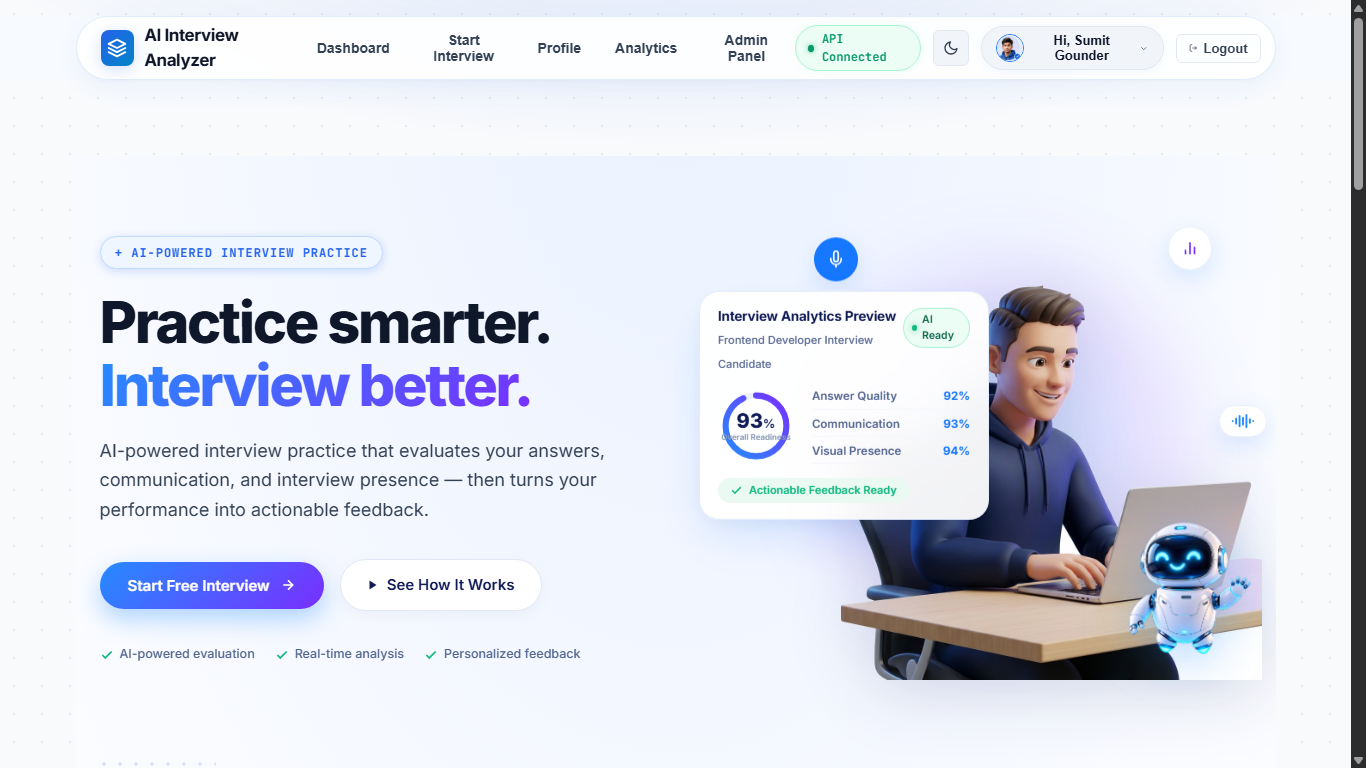 AI Interview
Analyzer
Dashboard
Start
Interview
Profile
Analytics
Admin
Panel
API
Connected
Hi, Sumit
Gounder
Logout
+ AI-POWERED INTERVIEW PRACTICE
Practice smarter.
Interview better.
AI-powered interview practice that evaluates your answers,
communication, and interview presence — then turns your
performance into actionable feedback.
Start Free Interview →
See How It Works
AI-powered evaluation
Real-time analysis
Personalized feedback
Interview Analytics Preview
AI
Ready
Frontend Developer Interview
Candidate
93%
Overall Readiness
Answer Quality 92%
Communication 93%
Visual Presence 94%
Actionable Feedback Ready